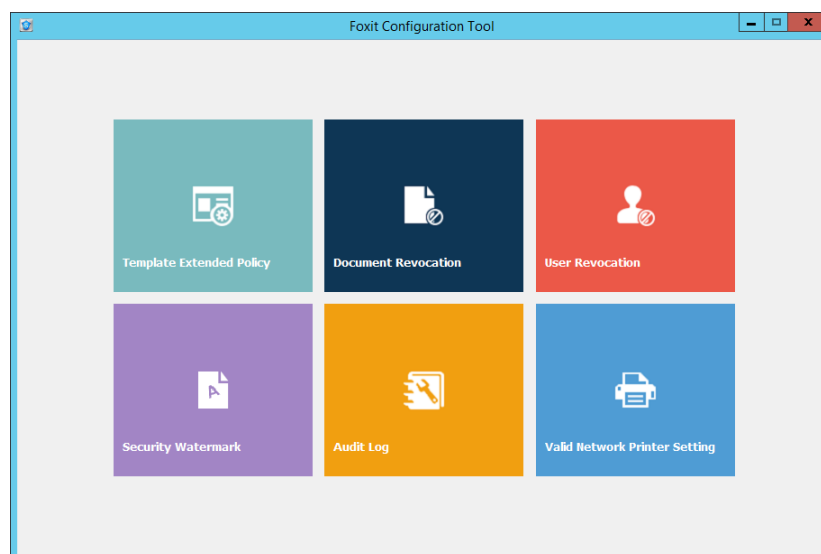 Foxit Configuration Tool
Template Extended Policy
Document Revocation
User Revocation
Security Watermark
Audit Log
Valid Network Printer Setting